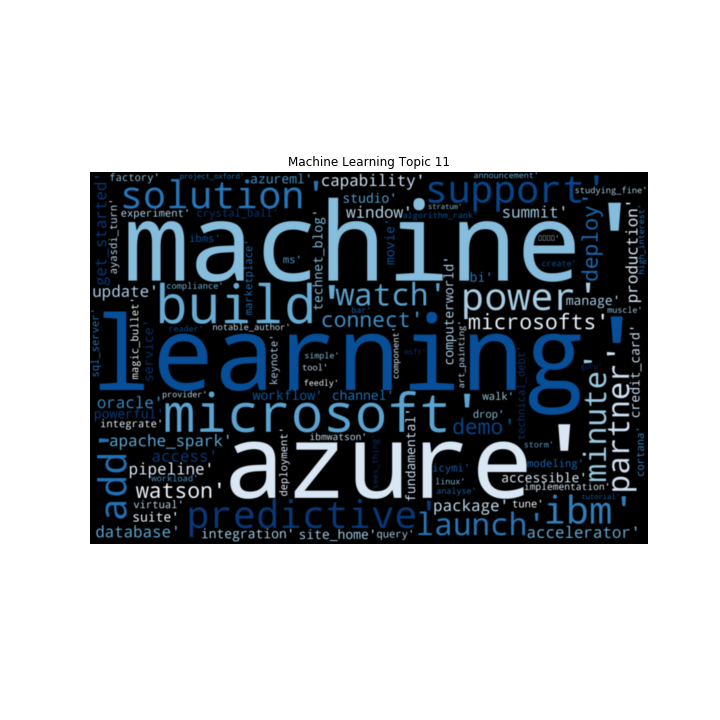 Machine Learning Topic 11
factory'
project_oxford'
azureml'
capability'
announcement'
solution'
studio'
support'
studying_fine'
get_started'
ayasdi_turn'
experiment'
crystal_ball'
window'
algorithm_rank'
stratum'
summit'
ibms'
machine'
technet_blog'
movie'
deploy'
production'
high_interest'
ms'
create'
bi'
compliance'
marketplace'
update'
build'
watch'
computerworld'
power'
manage'
muscle'
bar'
connect'
microsofts'
sql_server'
magic_bullet'
service'
reader'
notable_author'
learning'
keynote'
simple'
tool'
feedly'
component'
msft'
art_painting'
technical_debt'
guru'
minute'
partner'
credit_card'
oracle'
provider'
workflow'
channel'
walk'
powerful'
integrate'
microsoft'
drop'
demo'
add'
apache_spark'
ibmwatson'
fundamental'
storm'
cortana'
access'
azure'
deployment'
pipeline'
icymi'
modeling'
workload'
linux'
accessible'
watson'
analyse'
implementation'
virtual'
suite'
predictive'
package'
tune'
tutorial'
launch'
ibm'
database'
integration'
site_home'
query'
accelerator'